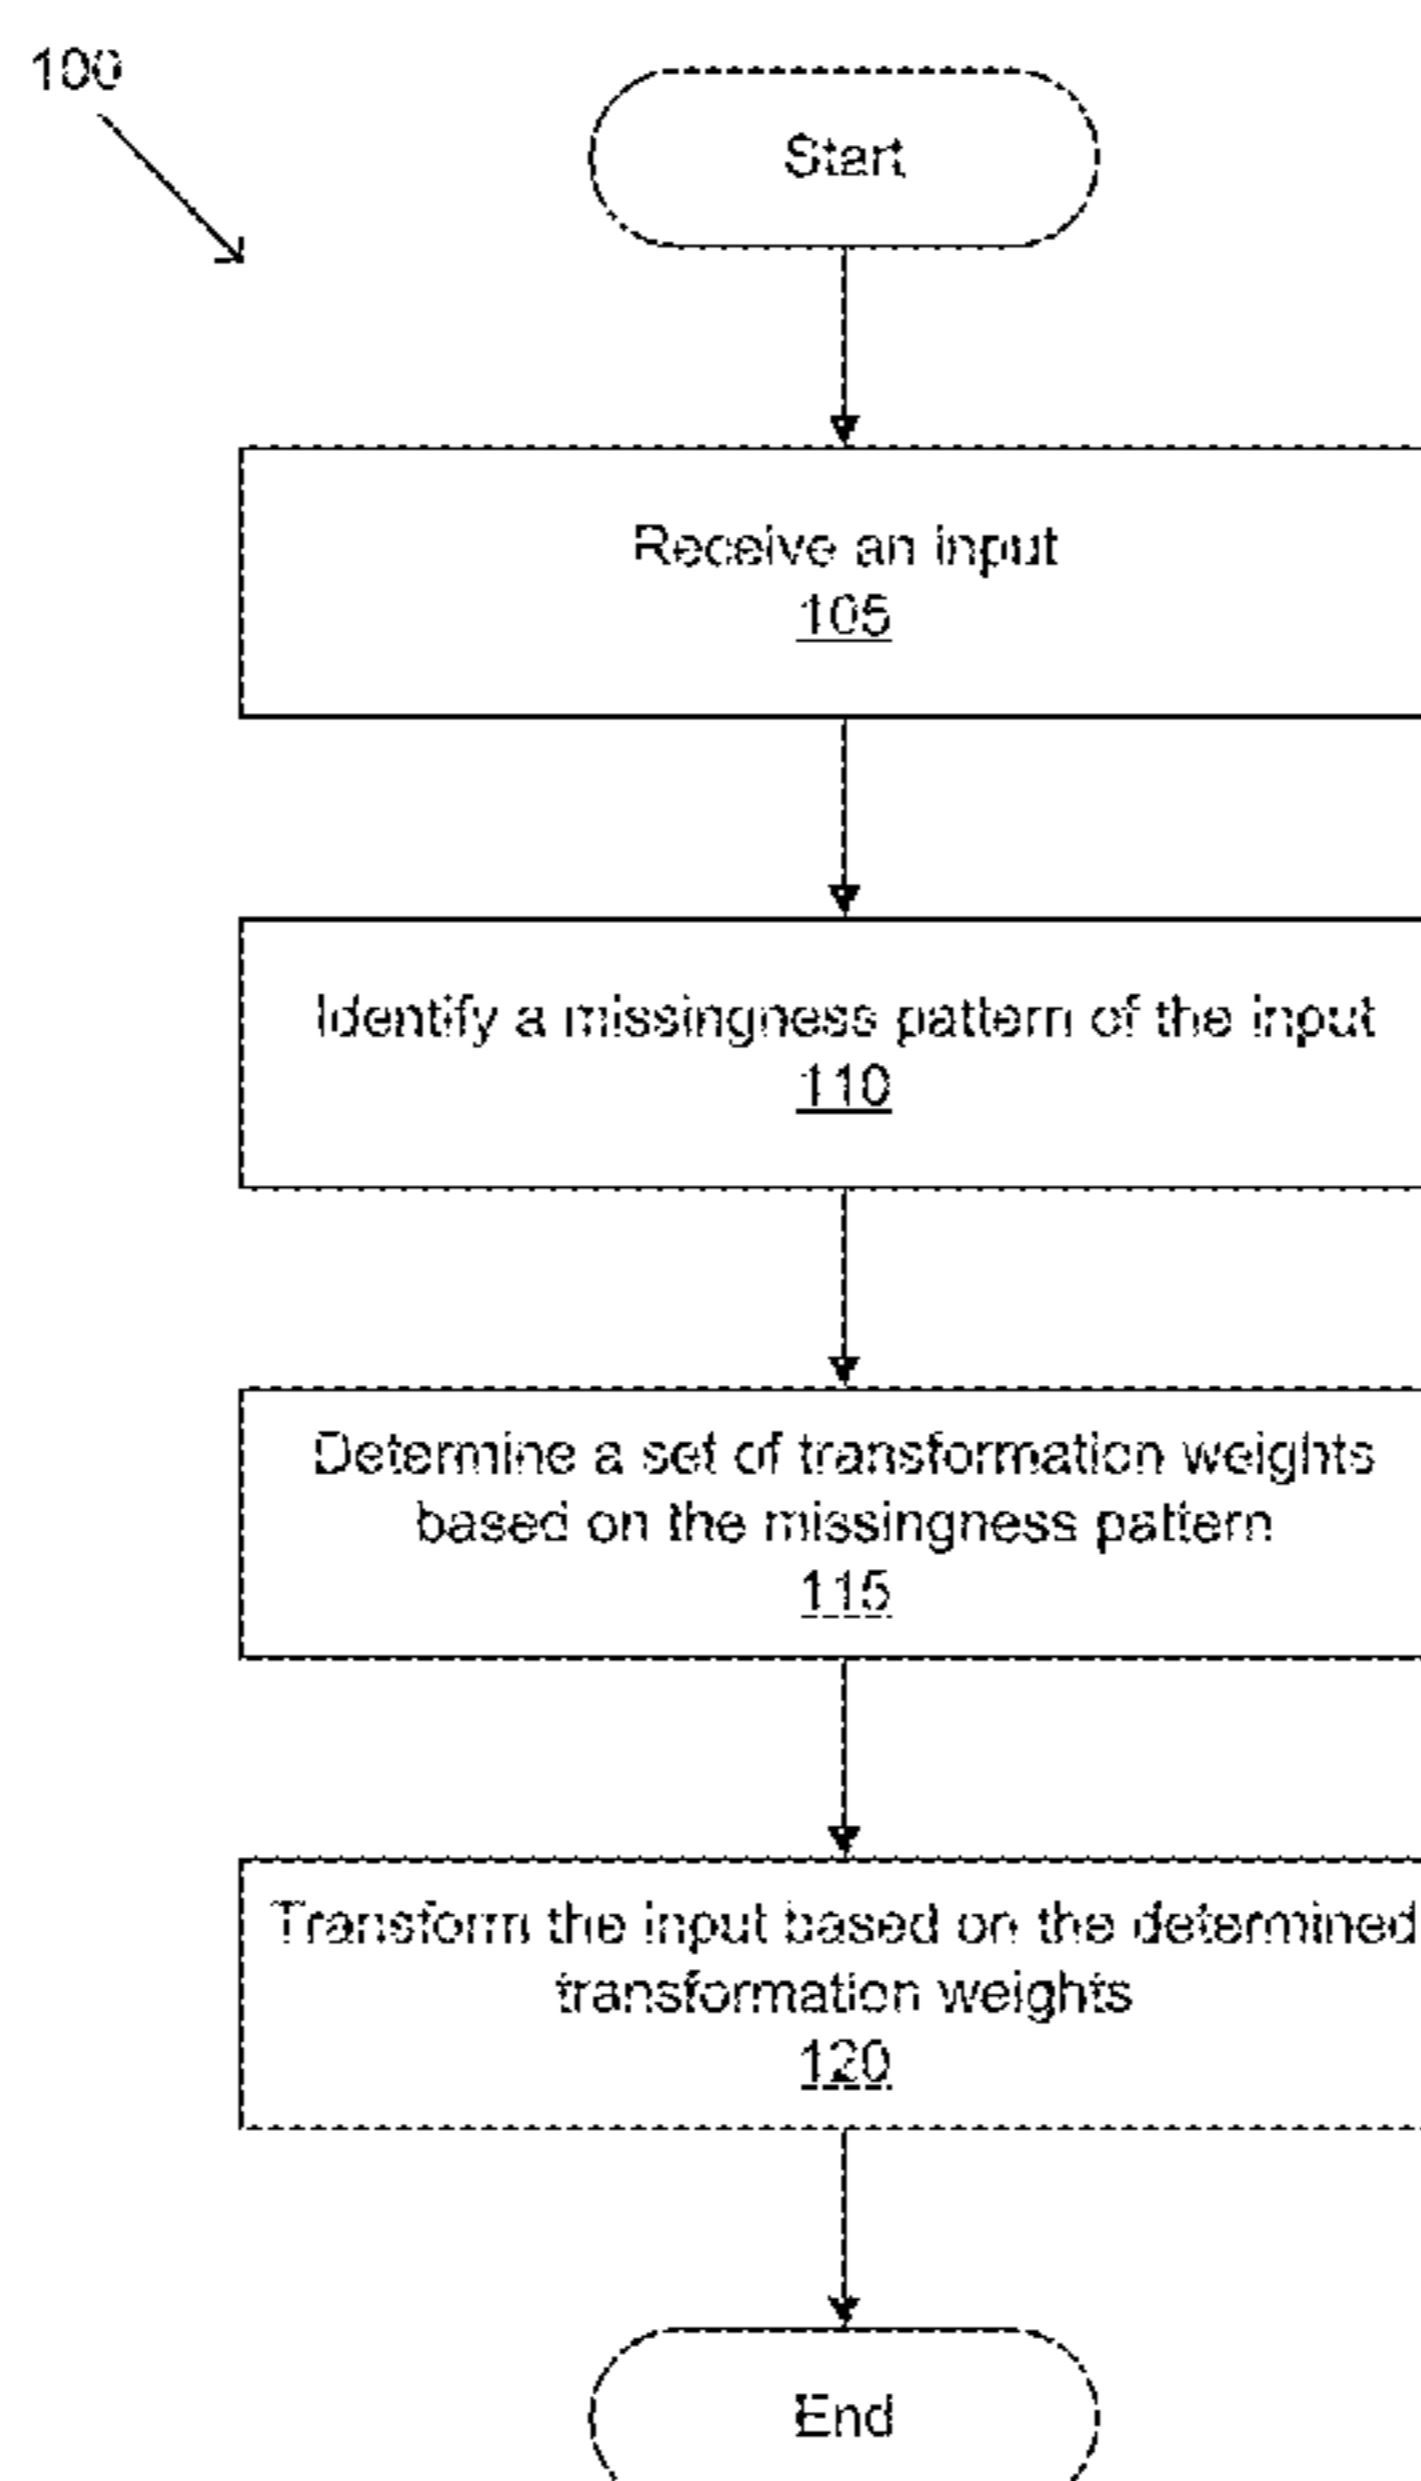 100
Start
Receive an input
105
Identify a missingness pattern of the input
110
Determine a set of transformation weights
based on the missingness pattern
115
Transform the input based on the determined
transformation weights
120
End